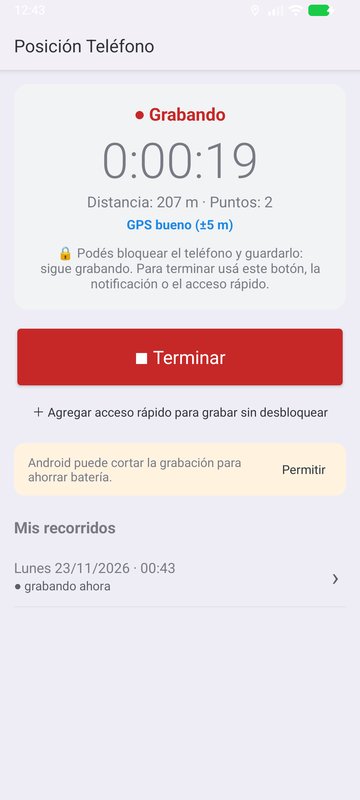 12:43
Posición Teléfono
● Grabando
0:00:19
Distancia: 207 m · Puntos: 2
GPS bueno (±5 m)
🔒 Podés bloquear el teléfono y guardarlo:
sigue grabando. Para terminar usá este botón, la
notificación o el acceso rápido.
■ Terminar
＋ Agregar acceso rápido para grabar sin desbloquear
Android puede cortar la grabación para
ahorrar batería.
Permitir
Mis recorridos
Lunes 23/11/2026 · 00:43
● grabando ahora